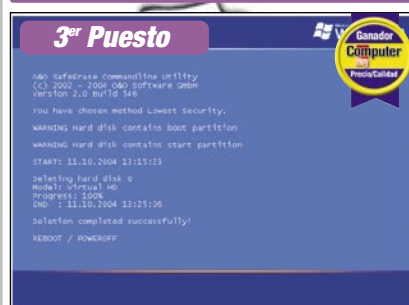 3er Puesto
Ganador
Computer
hoy
Precio/Calidad
O&O SafeErase Commandline Utility
(c) 2002 - 2004 O&O Software GmbH
Version 2.0 Build 346
You have chosen method Lowest Security.
WARNING Hard disk contains boot partition
WARNING Hard disk contains start partition
START: 11.10.2004 13:15:23
Deleting hard disk 0
Model: Virtual HD
Progress: 100%
END : 11.10.2004 13:25:06
Deletion completed successfully!
REBOOT / POWEROFF